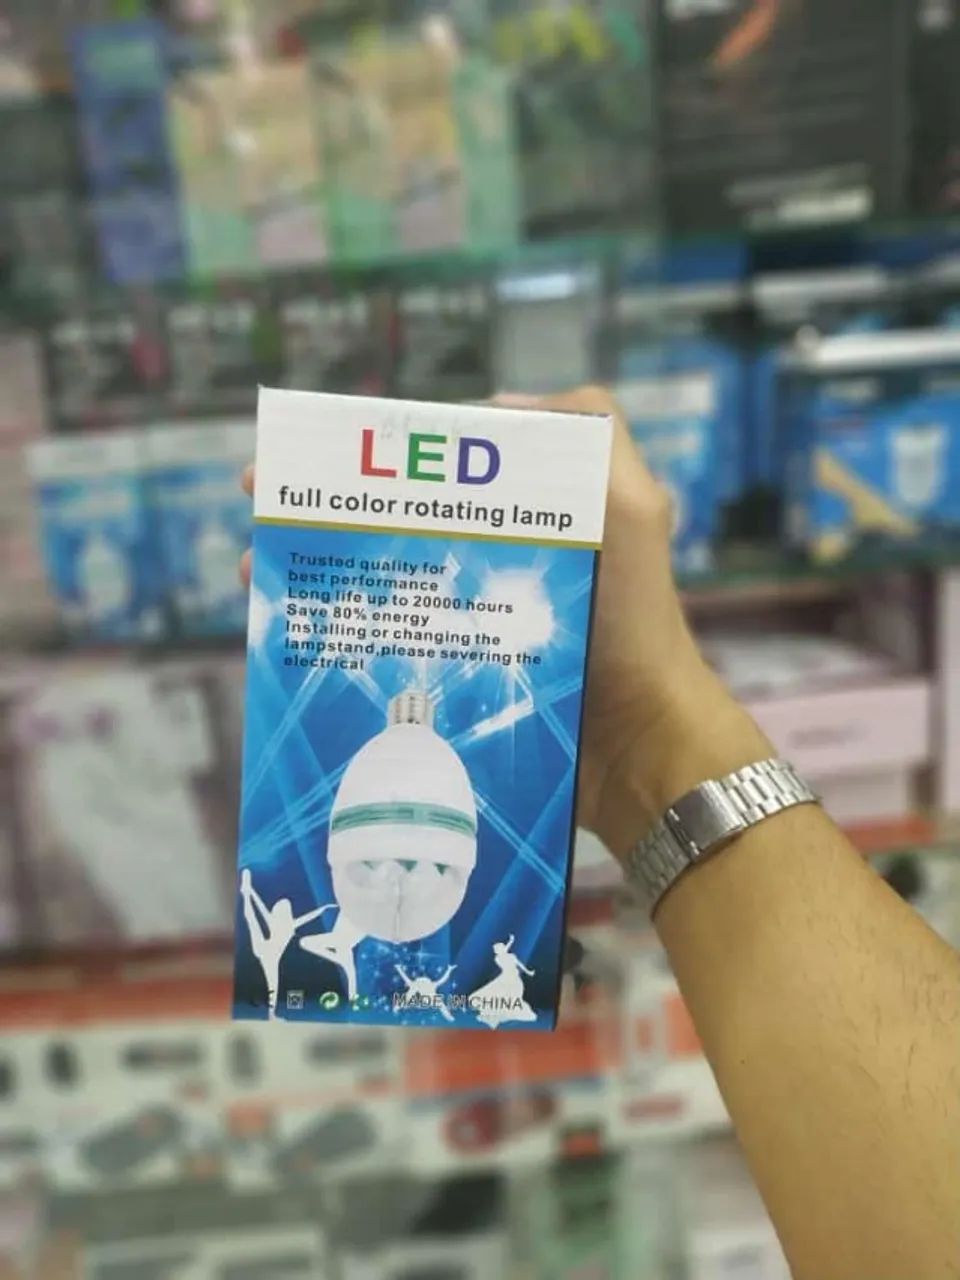 LED
full color rotating lamp
Trusted quality for
best performance
Long life up to 20000 hours
Save 80% energy
Installing or changing the
lampstand,please severing the
electrical
CE
MADE IN CHINA